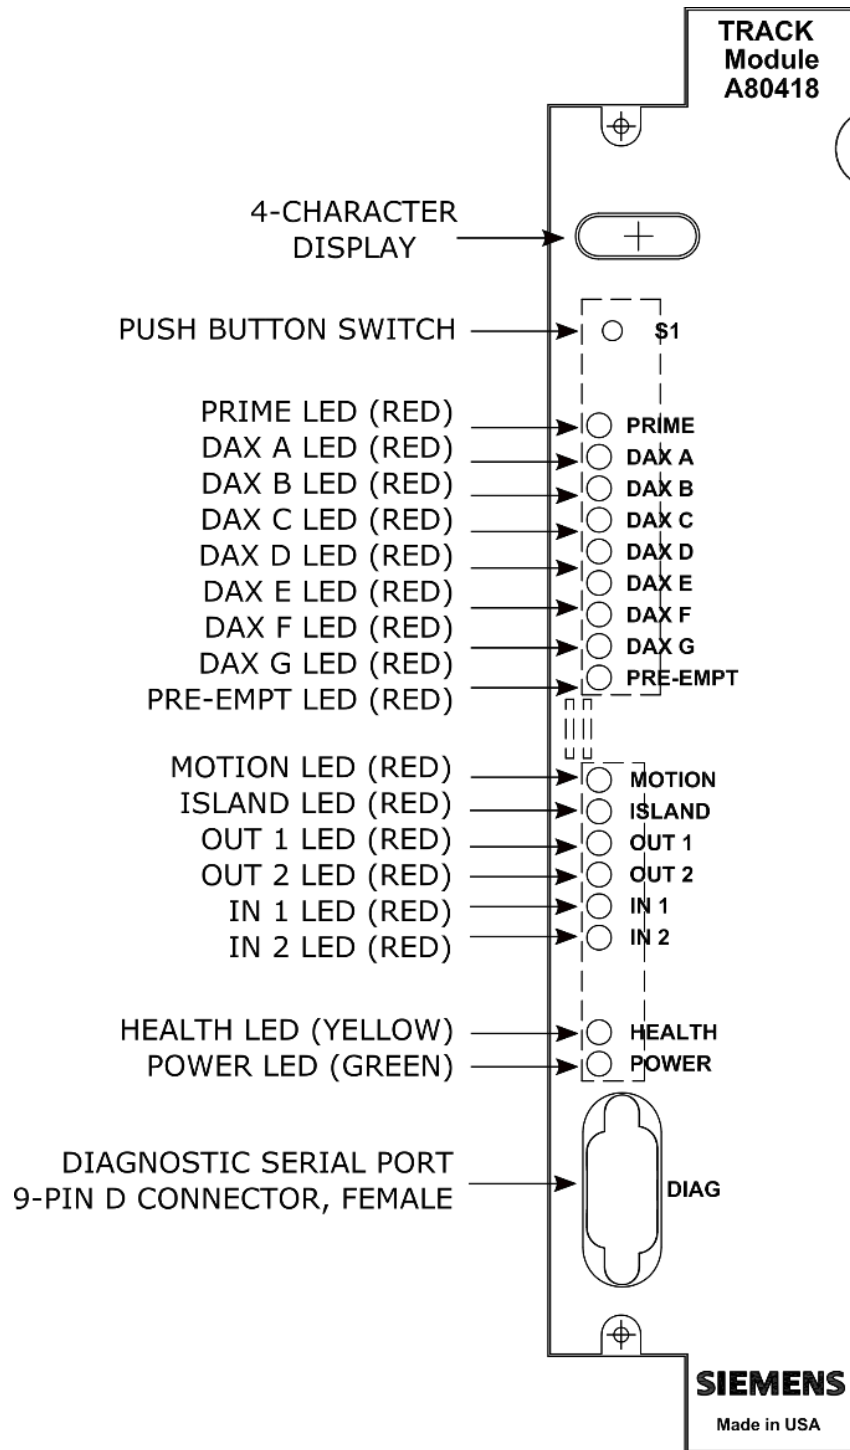 TRACK
Module
A80418
4-CHARACTER
DISPLAY
PUSH BUTTON SWITCH
S1
PRIME LED (RED)
PRIME
DAX A LED (RED)
DAX A
DAX B LED (RED)
DAX B
DAX C LED (RED)
DAX C
DAX D LED (RED)
DAX D
DAX E LED (RED)
DAX E
DAX F LED (RED)
DAX F
DAX G LED (RED)
DAX G
PRE-EMPT LED (RED)
PRE-EMPT
MOTION LED (RED)
MOTION
ISLAND LED (RED)
ISLAND
OUT 1 LED (RED)
OUT 1
OUT 2 LED (RED)
OUT 2
IN 1 LED (RED)
IN 1
IN 2 LED (RED)
IN 2
HEALTH LED (YELLOW)
HEALTH
POWER LED (GREEN)
POWER
DIAGNOSTIC SERIAL PORT
9-PIN D CONNECTOR, FEMALE
DIAG
SIEMENS
Made in USA